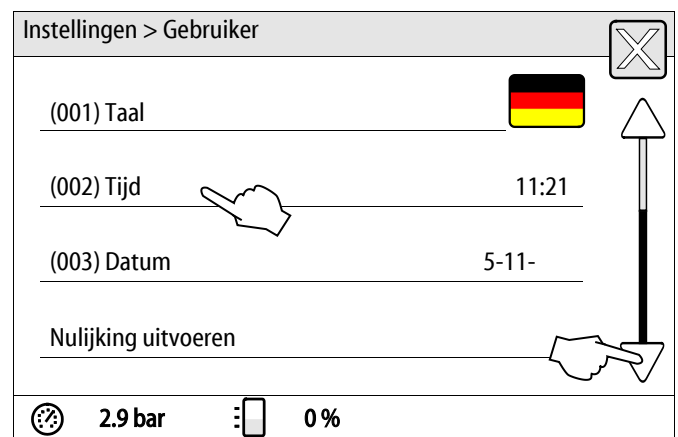 Instellingen > Gebruiker
(001) Taal
(002) Tijd 11:21
(003) Datum 5-11-
Nulijking uitvoeren
2.9 bar 0 %